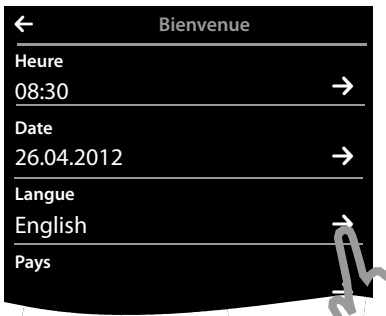 Bienvenue
Heure
08:30
Date
26.04.2012
Langue
English
Pays